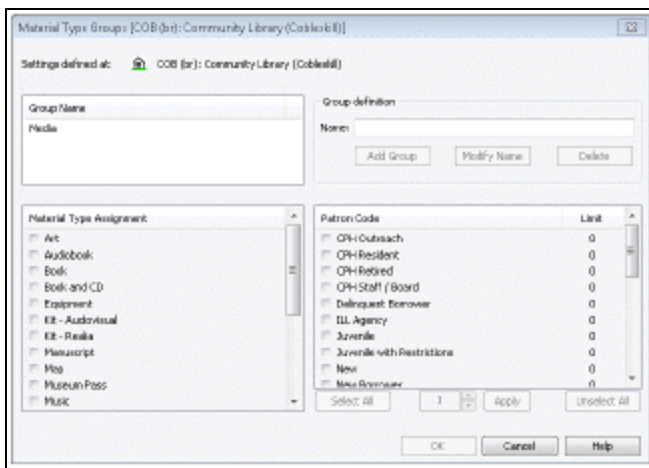 Material Type Groups [COB (br): Community Library (Cobleskill)]
Settings defined at: COB (br): Community Library (Cobleskill)
Group Name
Media
Group definition
Name:
Add Group Modify Name Delete
Material Type Assignment
Art
Audiobook
Book
Book and CD
Equipment
Kit - Audiovisual
Kit - Realia
Manuscript
Map
Museum Pass
Music
Patron Code Limit
CPH Outreach 0
CPH Resident 0
CPH Retired 0
CPH Staff / Board 0
Delinquent Borrower 0
ILL Agency 0
Juvenile 0
Juvenile with Restrictions 0
New 0
New Borrower 0
Select All 1 Apply Unselect All
OK Cancel Help